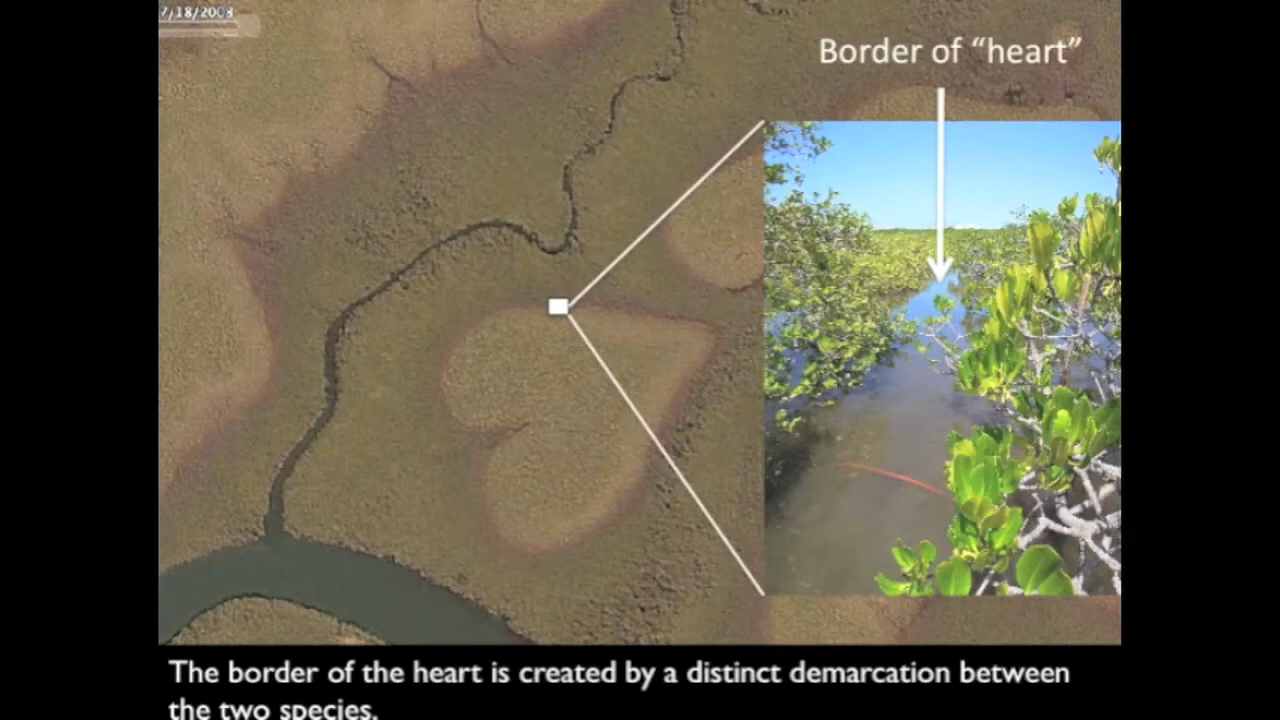 7/18/2003
Border of “heart”
The border of the heart is created by a distinct demarcation between
the two species.